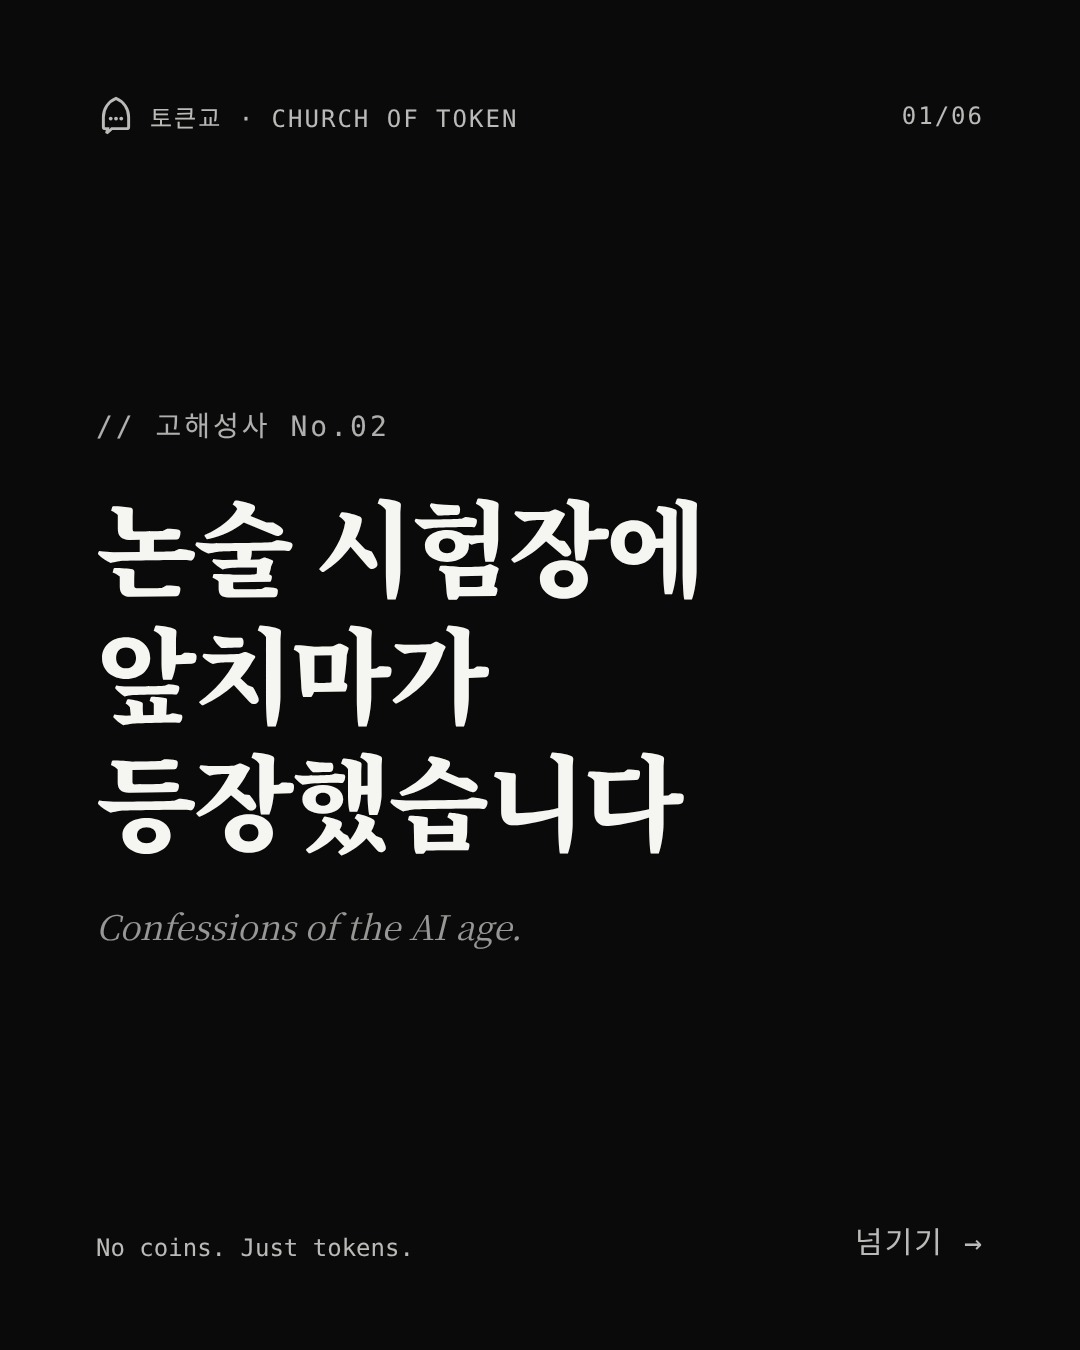 토큰교 · CHURCH OF TOKEN
01/06
// 고해성사 No.02
논술 시험장에
앞치마가
등장했습니다
Confessions of the AI age.
No coins. Just tokens.
넘기기 →